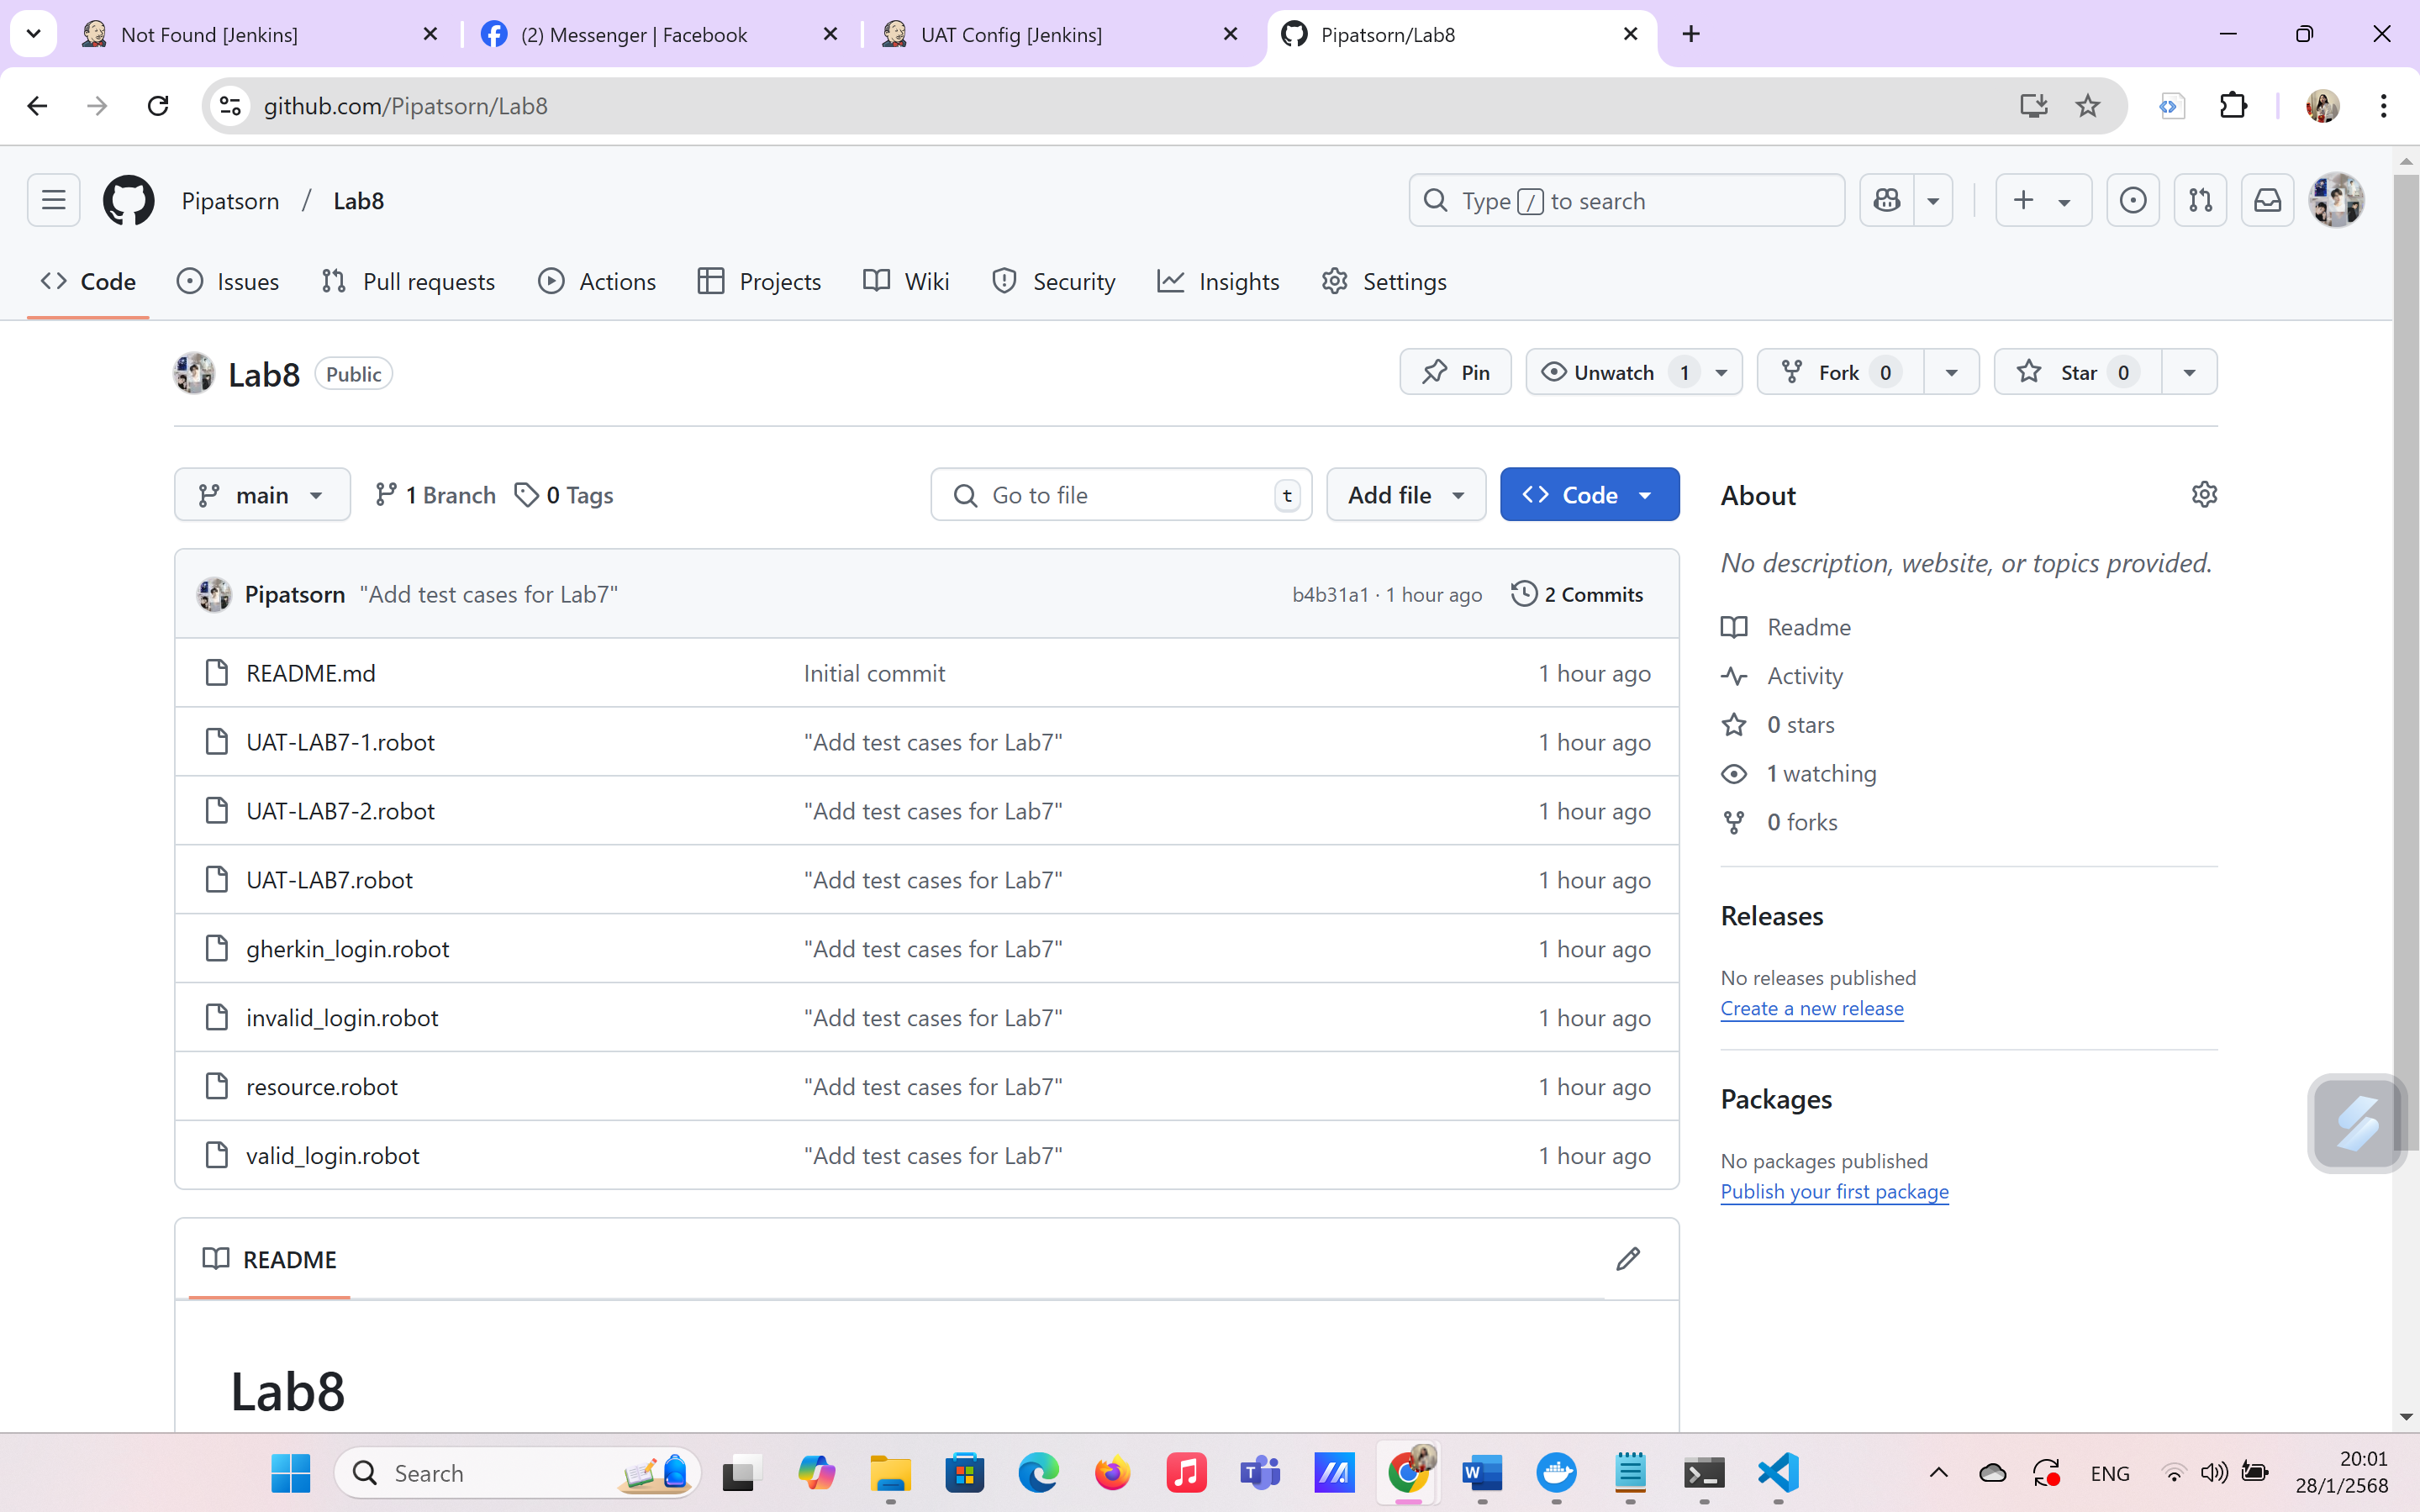 Not Found [Jenkins]
(2) Messenger | Facebook
UAT Config [Jenkins]
Pipatsorn/Lab8
github.com/Pipatsorn/Lab8
Pipatsorn / Lab8
Type / to search
Code
Issues
Pull requests
Actions
Projects
Wiki
Security
Insights
Settings
Lab8 Public
Pin
Unwatch 1
Fork 0
Star 0
main
1 Branch
0 Tags
Go to file t
Add file
Code
Pipatsorn "Add test cases for Lab7" b4b31a1 · 1 hour ago 2 Commits
README.md Initial commit 1 hour ago
UAT-LAB7-1.robot "Add test cases for Lab7" 1 hour ago
UAT-LAB7-2.robot "Add test cases for Lab7" 1 hour ago
UAT-LAB7.robot "Add test cases for Lab7" 1 hour ago
gherkin_login.robot "Add test cases for Lab7" 1 hour ago
invalid_login.robot "Add test cases for Lab7" 1 hour ago
resource.robot "Add test cases for Lab7" 1 hour ago
valid_login.robot "Add test cases for Lab7" 1 hour ago
README
Lab8
About
No description, website, or topics provided.
Readme
Activity
0 stars
1 watching
0 forks
Releases
No releases published
Create a new release
Packages
No packages published
Publish your first package
Search
ENG
20:01
28/1/2568